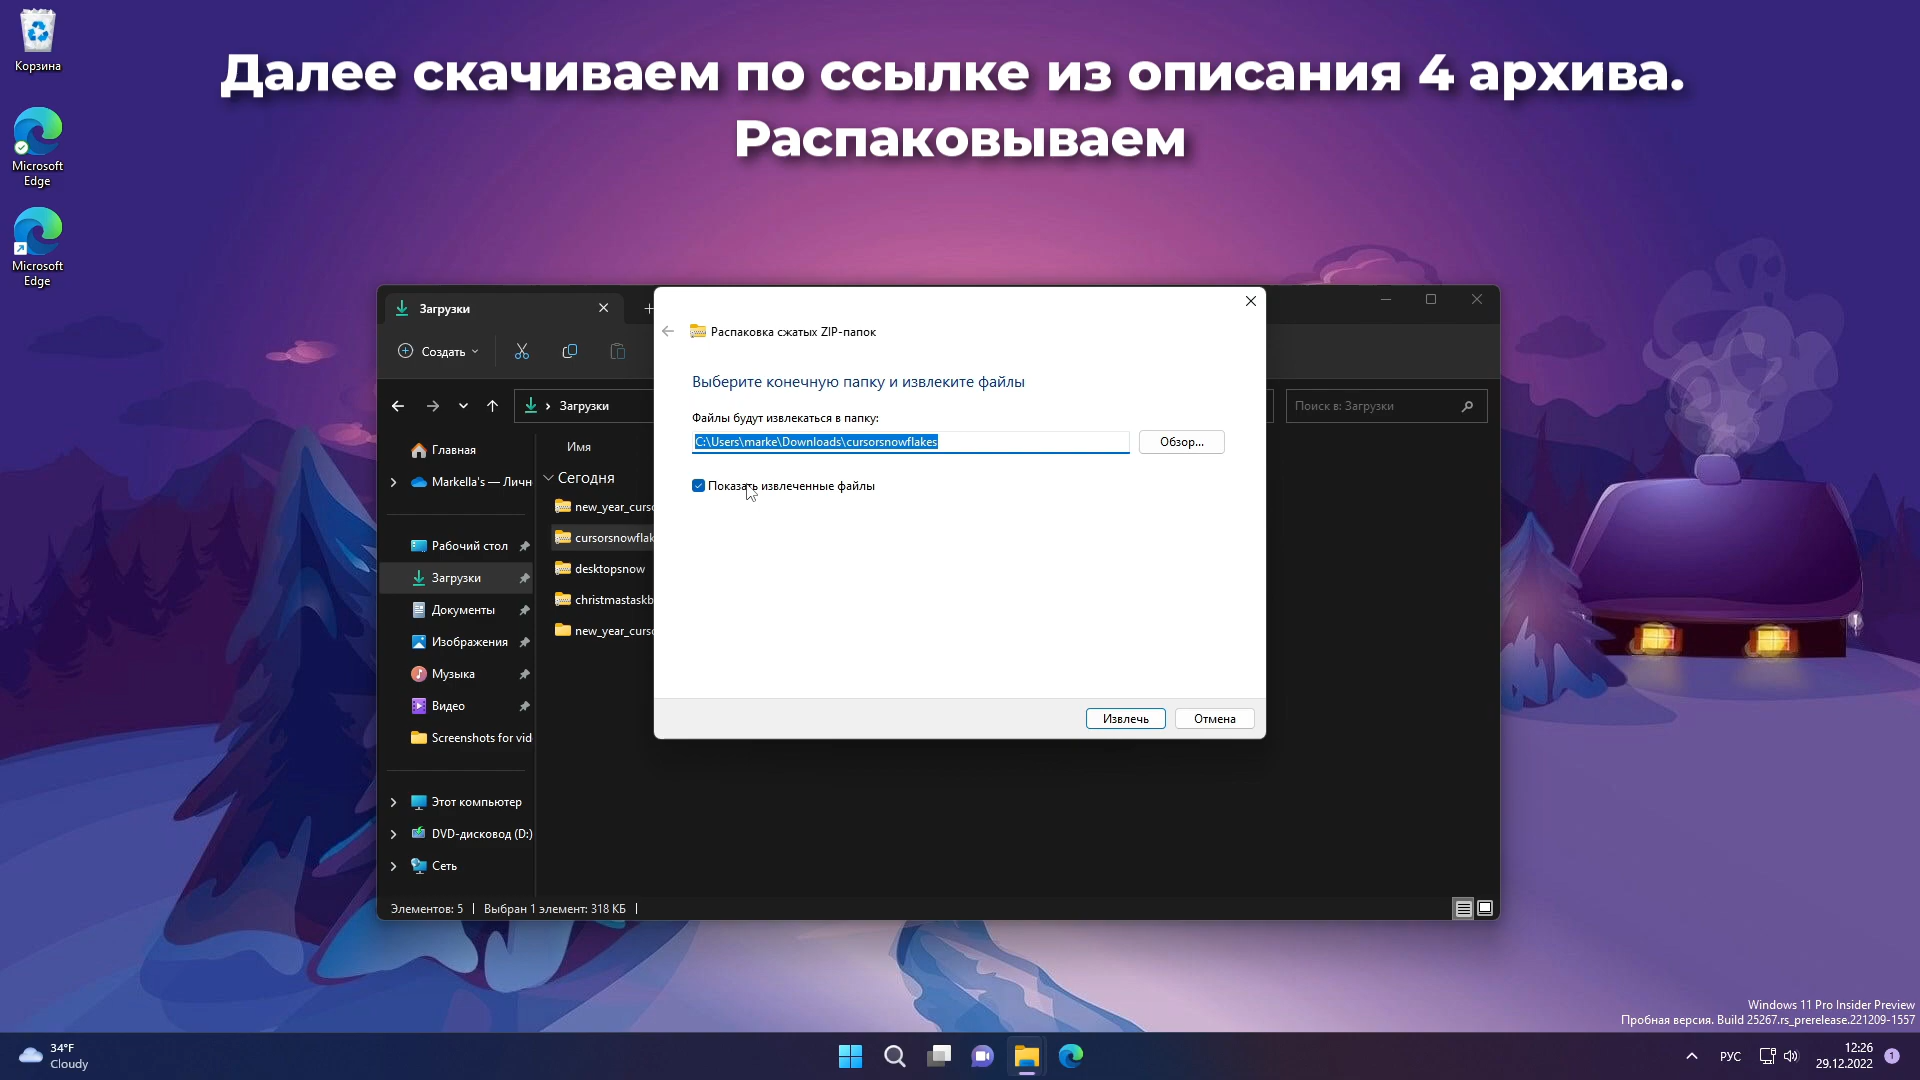 Корзина
Microsoft
Edge
Microsoft
Edge
Далее скачиваем по ссылке из описания 4 архива.
Распаковываем
Загрузки
Создать
Загрузки
Поиск в: Загрузки
Главная
Markella's — Личн
Рабочий стол
Загрузки
Документы
Изображения
Музыка
Видео
Screenshots for vid
Этот компьютер
DVD-дисковод (D:)
Сеть
Имя
Сегодня
new_year_curso
cursorsnowflak
desktopsnow
christmastaskb
new_year_curso
Элементов: 5
Выбран 1 элемент: 318 КБ
Распаковка сжатых ZIP-папок
Выберите конечную папку и извлеките файлы
Файлы будут извлекаться в папку:
C:\Users\marke\Downloads\cursorsnowflakes
Обзор...
Показать извлеченные файлы
Извлечь
Отмена
Windows 11 Pro Insider Preview
Пробная версия. Build 25267.rs_prerelease.221209-1557
34°F
Cloudy
РУС
12:26
29.12.2022
1